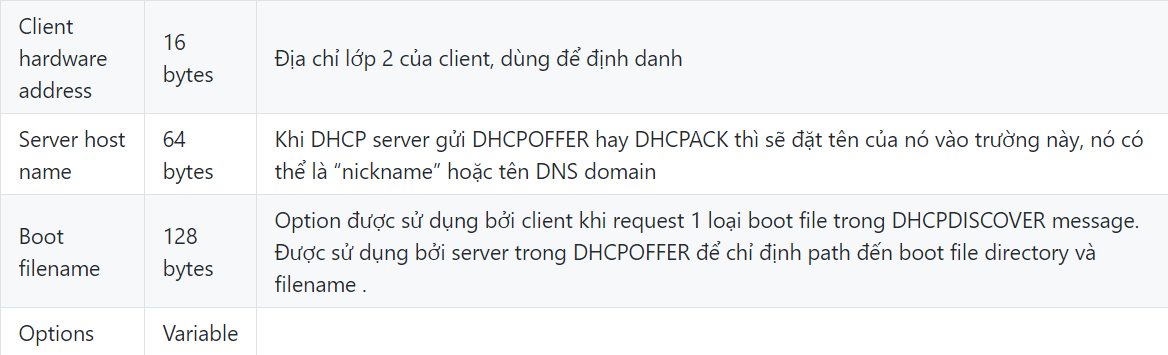 Client hardware address
16 bytes
Địa chỉ lớp 2 của client, dùng để định danh
Server host name
64 bytes
Khi DHCP server gửi DHCPOFFER hay DHCPACK thì sẽ đặt tên của nó vào trường này, nó có
thể là “nickname” hoặc tên DNS domain
Boot filename
128 bytes
Option được sử dụng bởi client khi request 1 loại boot file trong DHCPDISCOVER message.
Được sử dụng bởi server trong DHCPOFFER để chỉ định path đến boot file directory và
filename .
Options
Variable